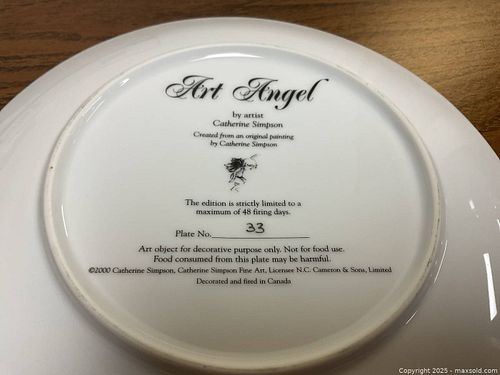 Art Angel
by artist
Catherine Simpson
Created from an original painting
by Catherine Simpson
The edition is strictly limited to a
maximum of 48 firing days.
Plate No. 33
Art object for decorative purpose only. Not for food use.
Food consumed from this plate may be harmful.
©2000 Catherine Simpson, Catherine Simpson Fine Art, Licensee N.C. Cameron & Sons, Limited
Decorated and fired in Canada
Copyright 2025 - maxsold.com